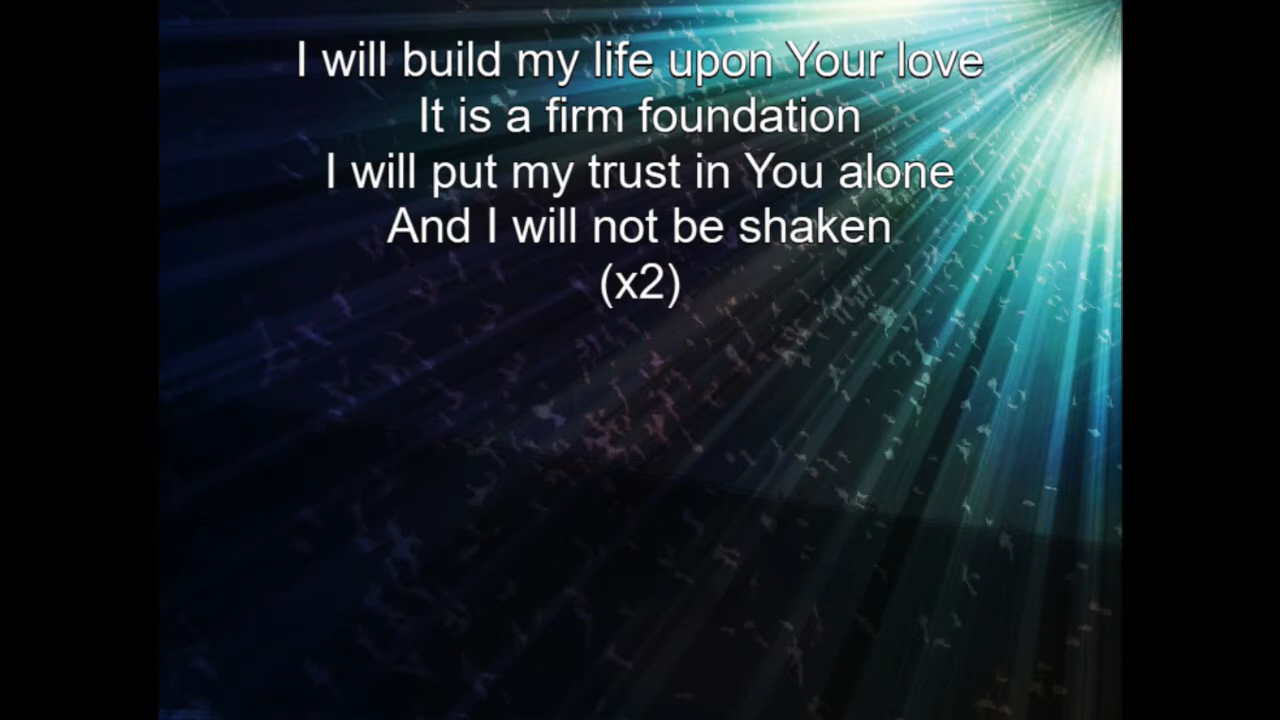 I will build my life upon Your love
It is a firm foundation
I will put my trust in You alone
And I will not be shaken
(x2)